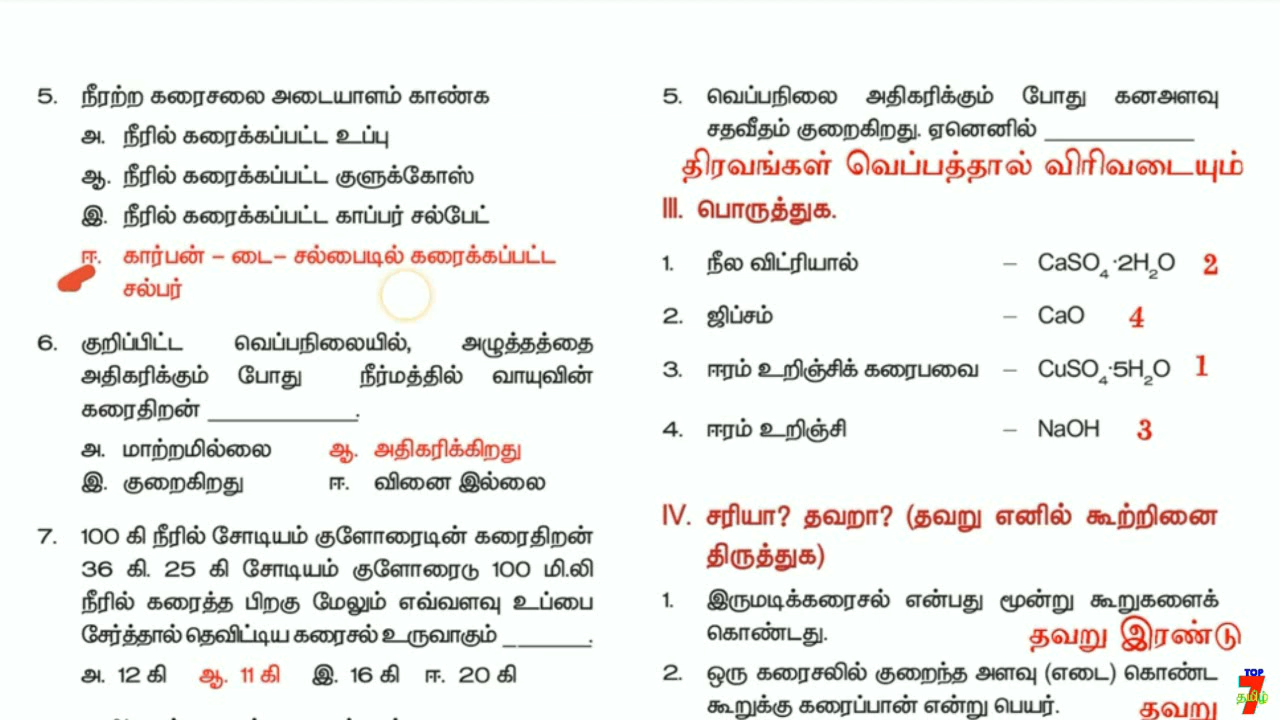 5. நீரற்ற கரைசலை அடையாளம் காண்க
அ. நீரில் கரைக்கப்பட்ட உப்பு
ஆ. நீரில் கரைக்கப்பட்ட குளுக்கோஸ்
இ. நீரில் கரைக்கப்பட்ட காப்பர் சல்பேட்
ஈ. கார்பன் – டை– சல்பைடில் கரைக்கப்பட்ட
சல்பர்
6. குறிப்பிட்ட வெப்பநிலையில், அழுத்தத்தை
அதிகரிக்கும் போது நீர்மத்தில் வாயுவின்
கரைதிறன் ____________.
அ. மாற்றமில்லை ஆ. அதிகரிக்கிறது
இ. குறைகிறது ஈ. வினை இல்லை
7. 100 கி நீரில் சோடியம் குளோரைடின் கரைதிறன்
36 கி. 25 கி சோடியம் குளோரைடு 100 மி.லி
நீரில் கரைத்த பிறகு மேலும் எவ்வளவு உப்பை
சேர்த்தால் தெவிட்டிய கரைசல் உருவாகும் _______.
அ. 12 கி ஆ. 11 கி இ. 16 கி ஈ. 20 கி
5. வெப்பநிலை அதிகரிக்கும் போது கனஅளவு
சதவீதம் குறைகிறது. ஏனெனில் ____________
திரவங்கள் வெப்பத்தால் விரிவடையும்
III. பொருத்துக.
1. நீல விட்ரியால் – CaSO₄·2H₂O 2
2. ஜிப்சம் – CaO 4
3. ஈரம் உறிஞ்சிக் கரைபவை – CuSO₄·5H₂O 1
4. ஈரம் உறிஞ்சி – NaOH 3
IV. சரியா? தவறா? (தவறு எனில் கூற்றினை
திருத்துக)
1. இருமடிக்கரைசல் என்பது மூன்று கூறுகளைக்
கொண்டது. தவறு இரண்டு
2. ஒரு கரைசலில் குறைந்த அளவு (எடை) கொண்ட
கூறுக்கு கரைப்பான் என்று பெயர். தவறு
TOP
7
தமிழ்